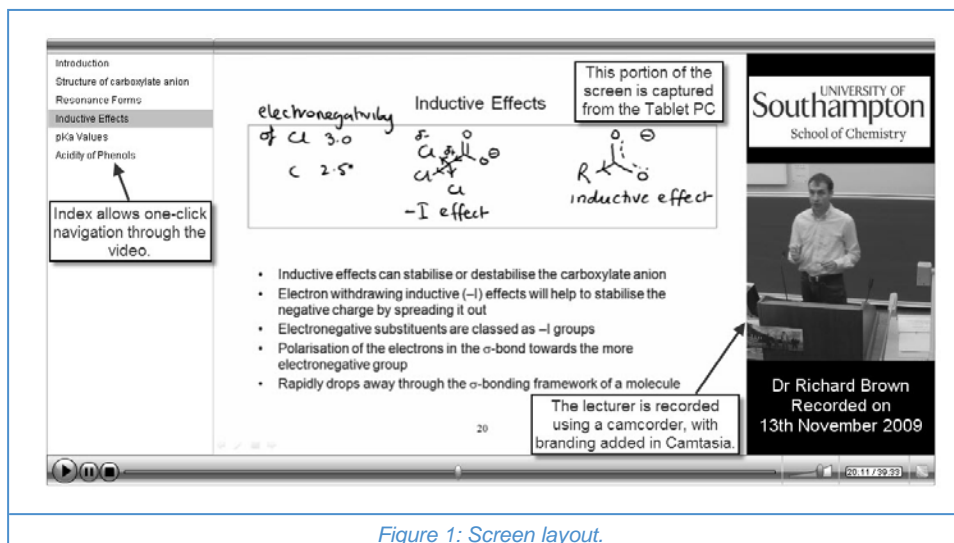 Introduction
Structure of carboxylate anion
Resonance Forms
Inductive Effects
pKa Values
Acidity of Phenols
Index allows one-click
navigation through the
video.
Inductive Effects
This portion of the
screen is captured
from the Tablet PC
electronegativity
of Cl 3.0
C 2.5
δ- O
Cl δ+ O ⊖
Cl
Cl
-I effect
O ⊖
R O
inductive effect
• Inductive effects can stabilise or destabilise the carboxylate anion
• Electron withdrawing inductive (–I) effects will help to stabilise the
negative charge by spreading it out
• Electronegative substituents are classed as –I groups
• Polarisation of the electrons in the σ-bond towards the more
electronegative group
• Rapidly drops away through the σ-bonding framework of a molecule
20
The lecturer is recorded
using a camcorder, with
branding added in Camtasia.
UNIVERSITY OF
Southampton
School of Chemistry
Dr Richard Brown
Recorded on
13th November 2009
20:11 / 39:33
Figure 1: Screen layout.